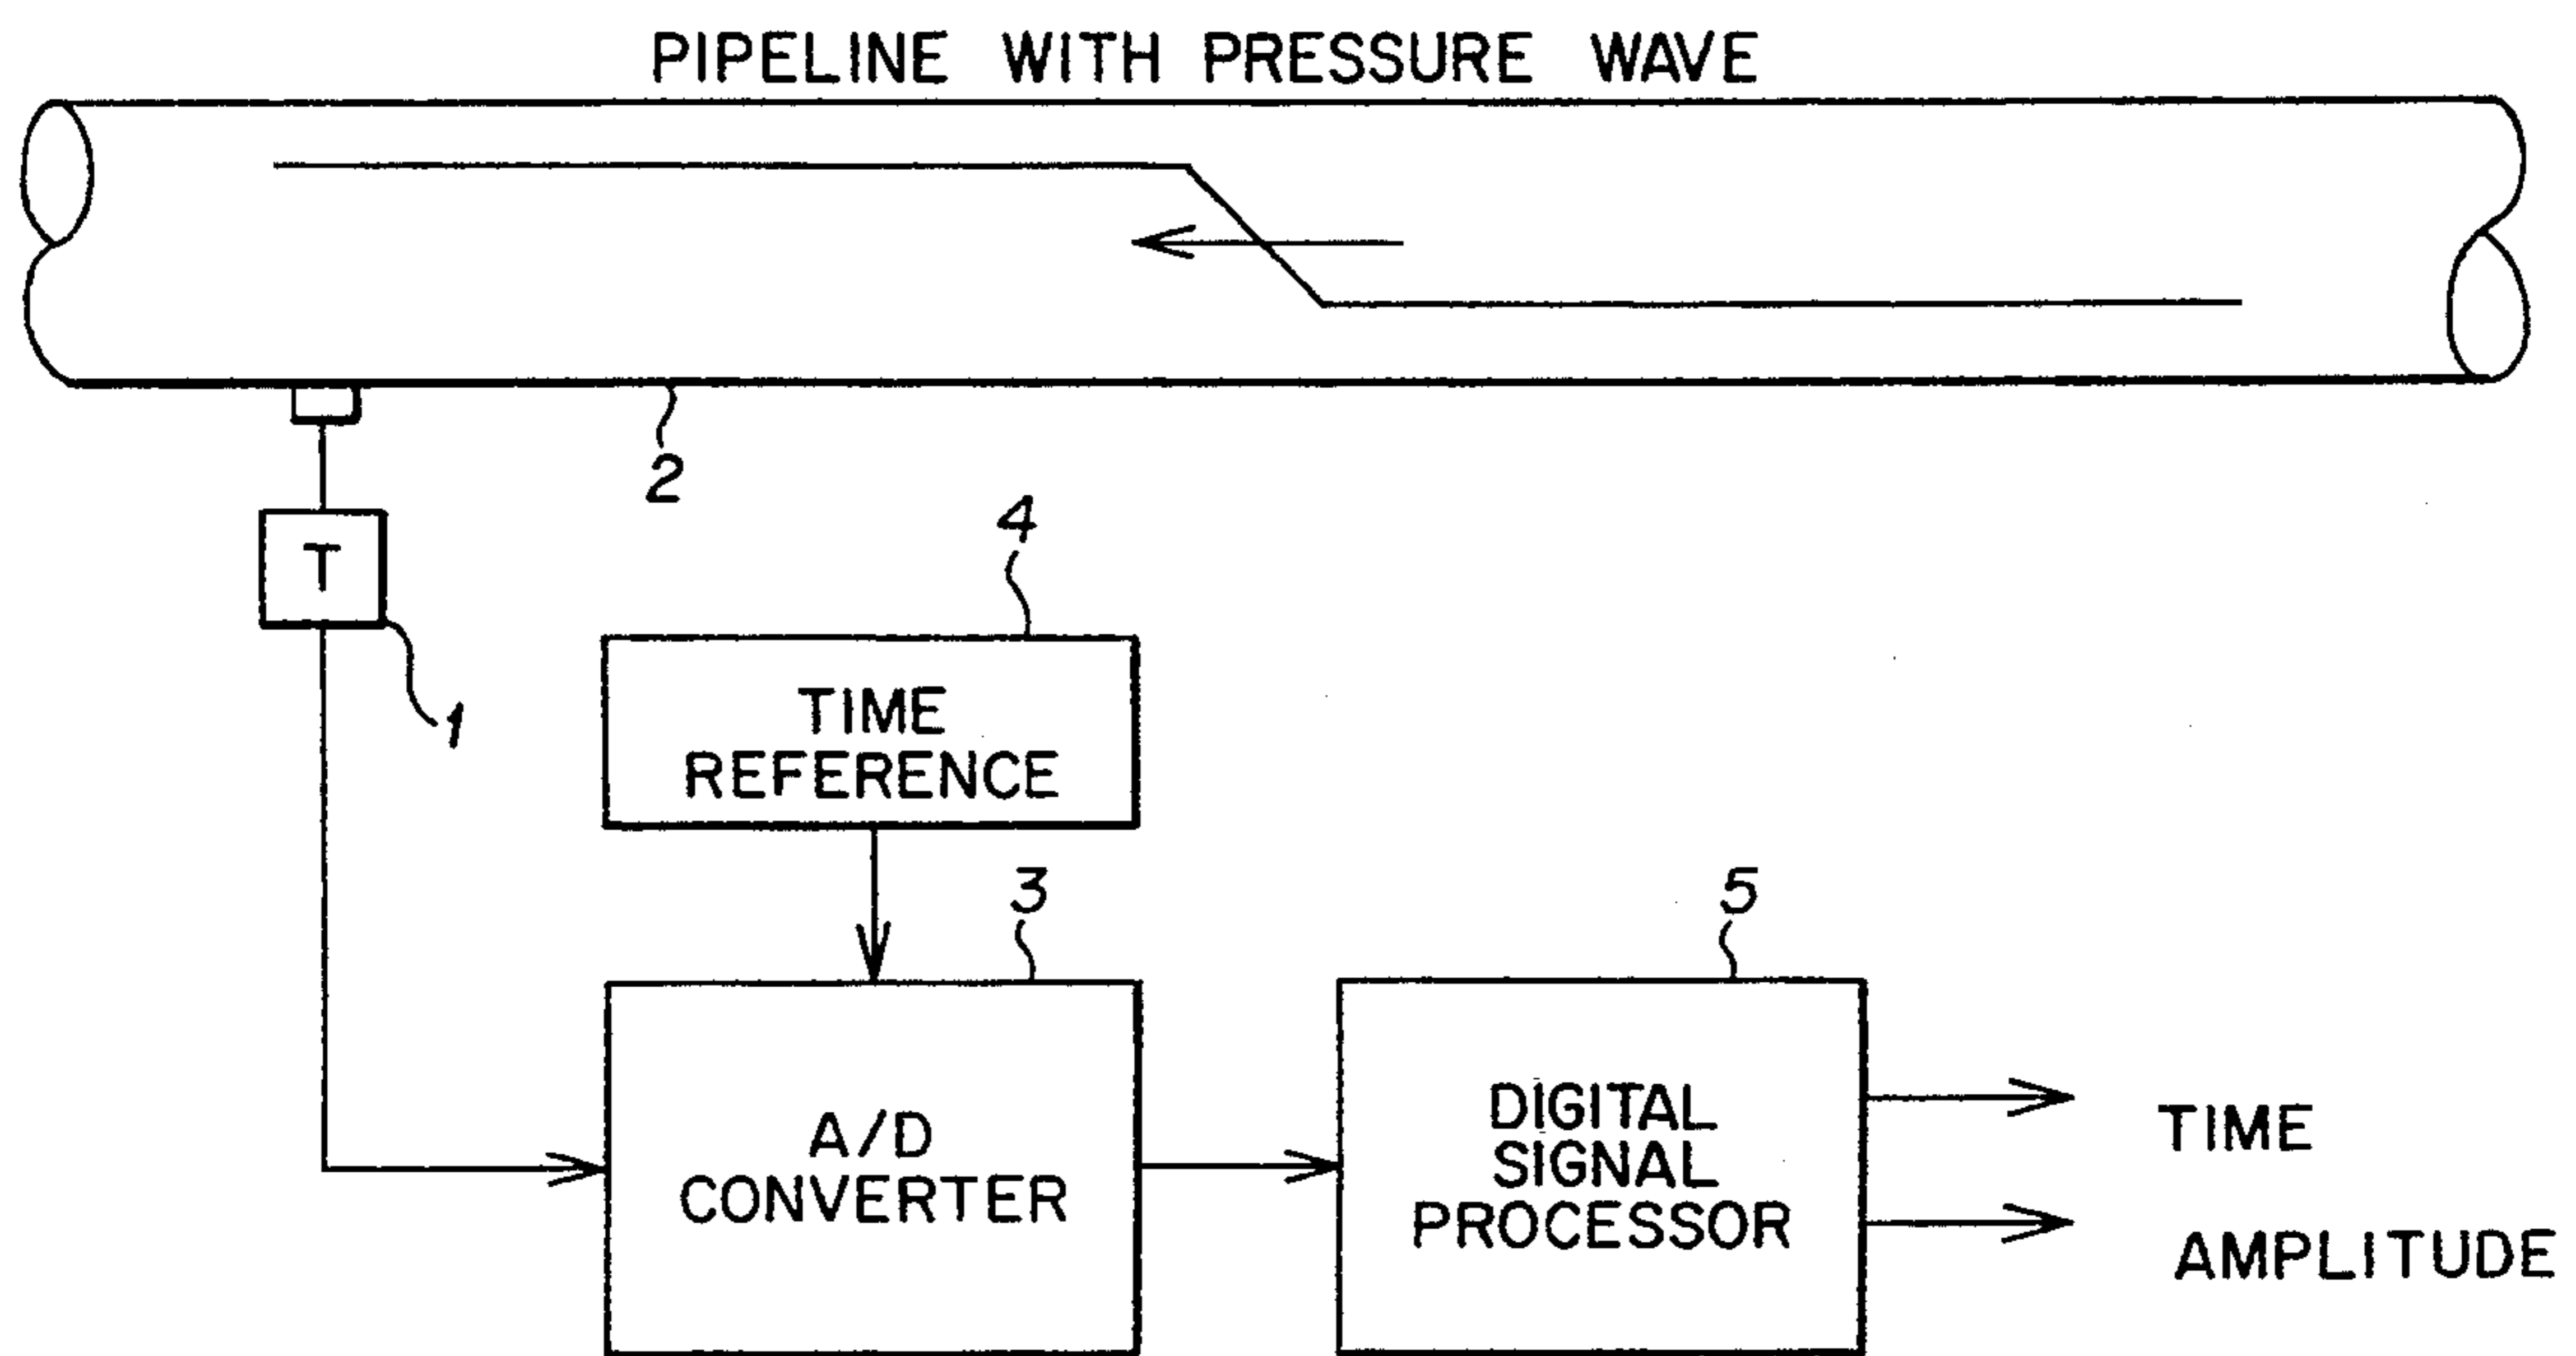 PIPELINE WITH PRESSURE WAVE
2
4
T
1
TIME
REFERENCE
3
5
A/D
CONVERTER
DIGITAL
SIGNAL
PROCESSOR
TIME
AMPLITUDE